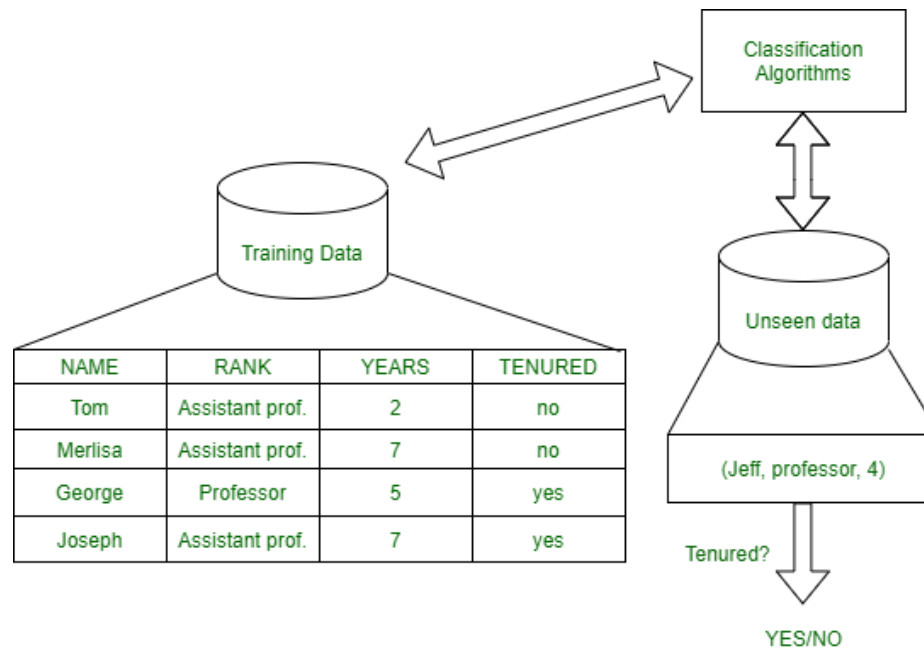 Classification
Algorithms
Training Data
Unseen data
NAME RANK YEARS TENURED
Tom Assistant prof. 2 no
Merlisa Assistant prof. 7 no
George Professor 5 yes
Joseph Assistant prof. 7 yes
(Jeff, professor, 4)
Tenured?
YES/NO